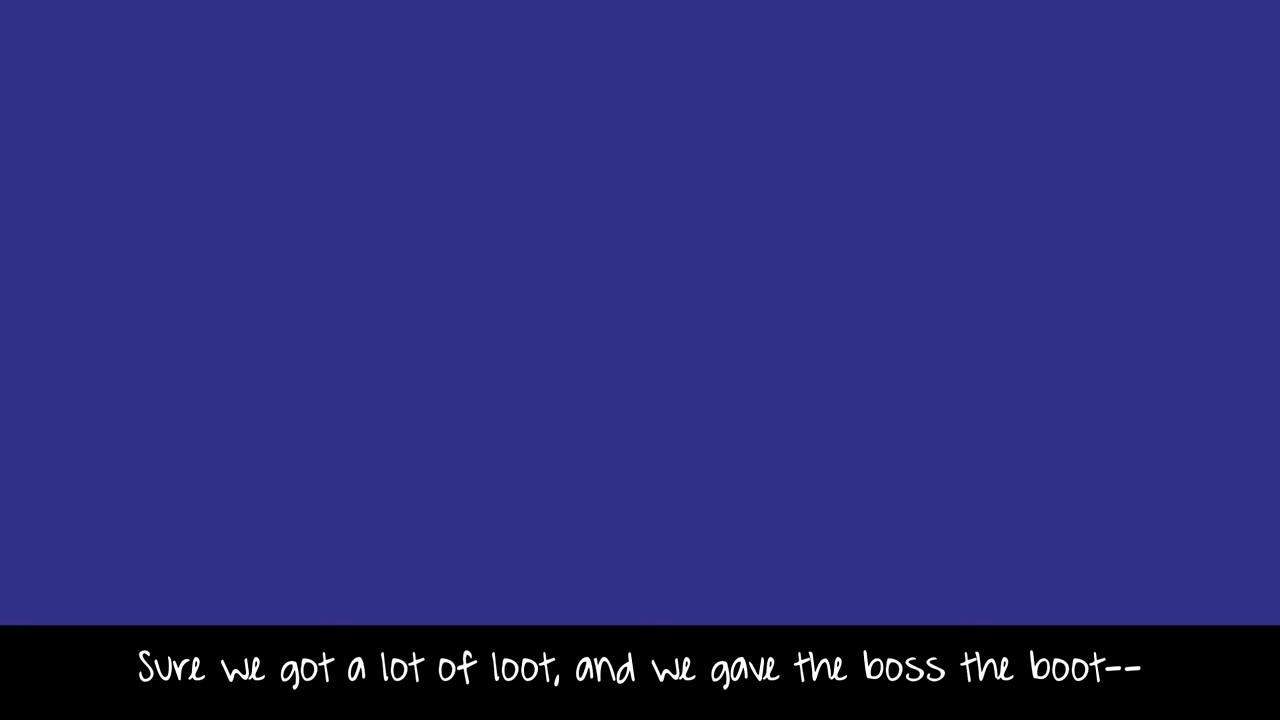 Sure we got a lot of loot, and we gave the boss the boot--